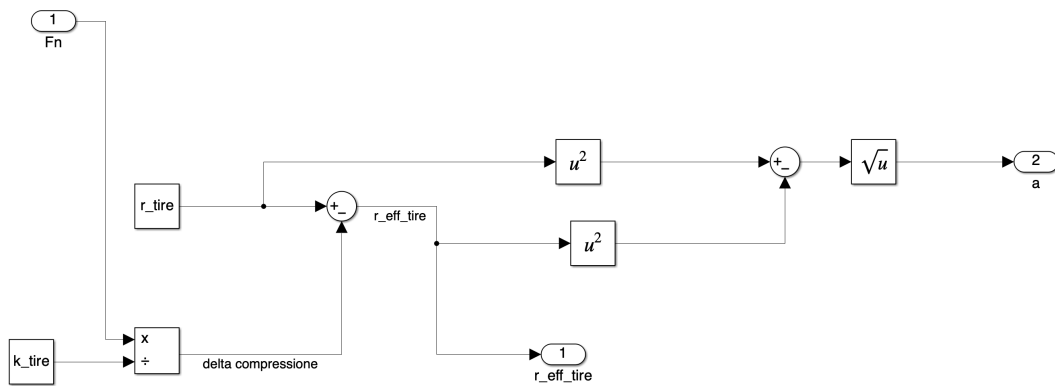 1
Fn
u²
+
−
√u
2
a
r_tire
+
−
r_eff_tire
u²
x
÷
k_tire
delta compressione
1
r_eff_tire